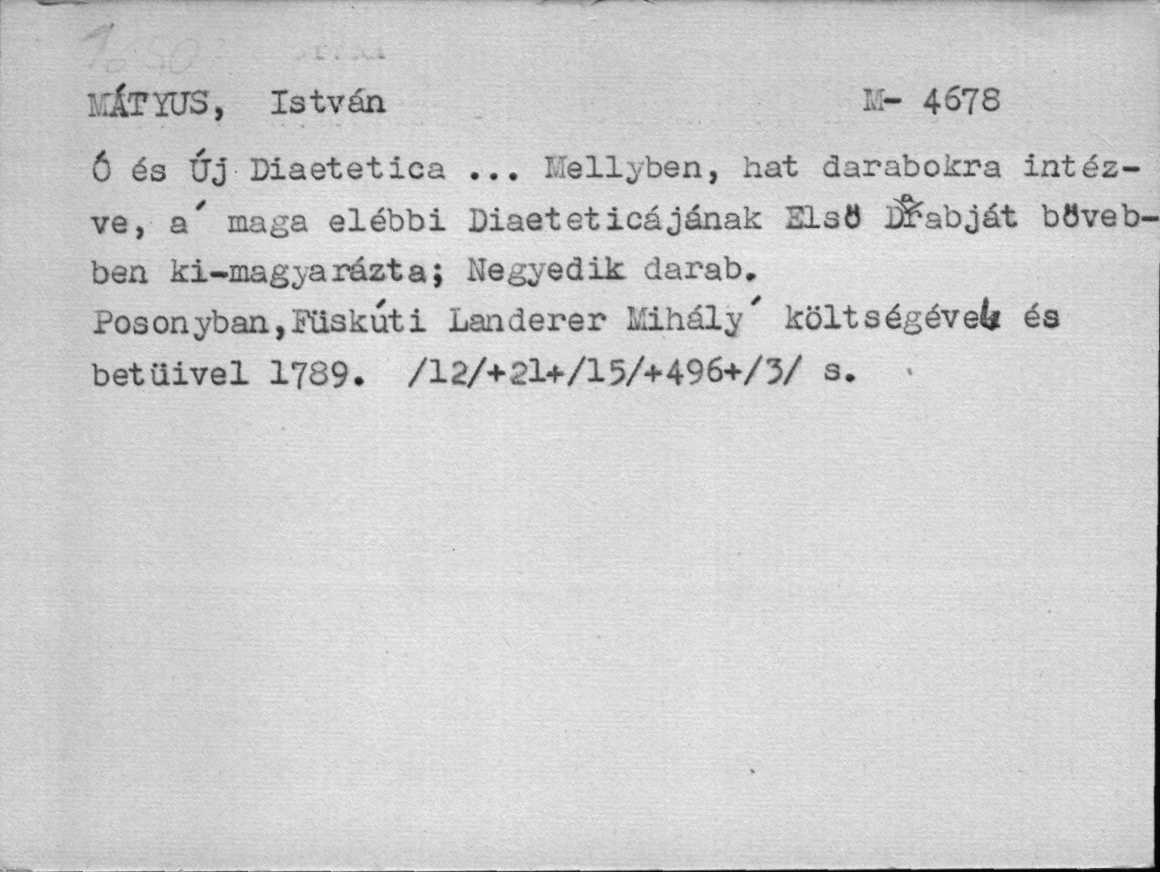 MÁTYUS, István M- 4678
Ó és Új Diaetetica ... Mellyben, hat darabokra intéz-
ve, a´ maga elébbi Diaeteticájának Elsö Darabját böveb-
ben ki-magyarázta; Negyedik darab.
Posonyban,Füskúti Landerer Mihály´ költségével és
betüivel 1789. /12/+21+/15/+496+/3/ s.